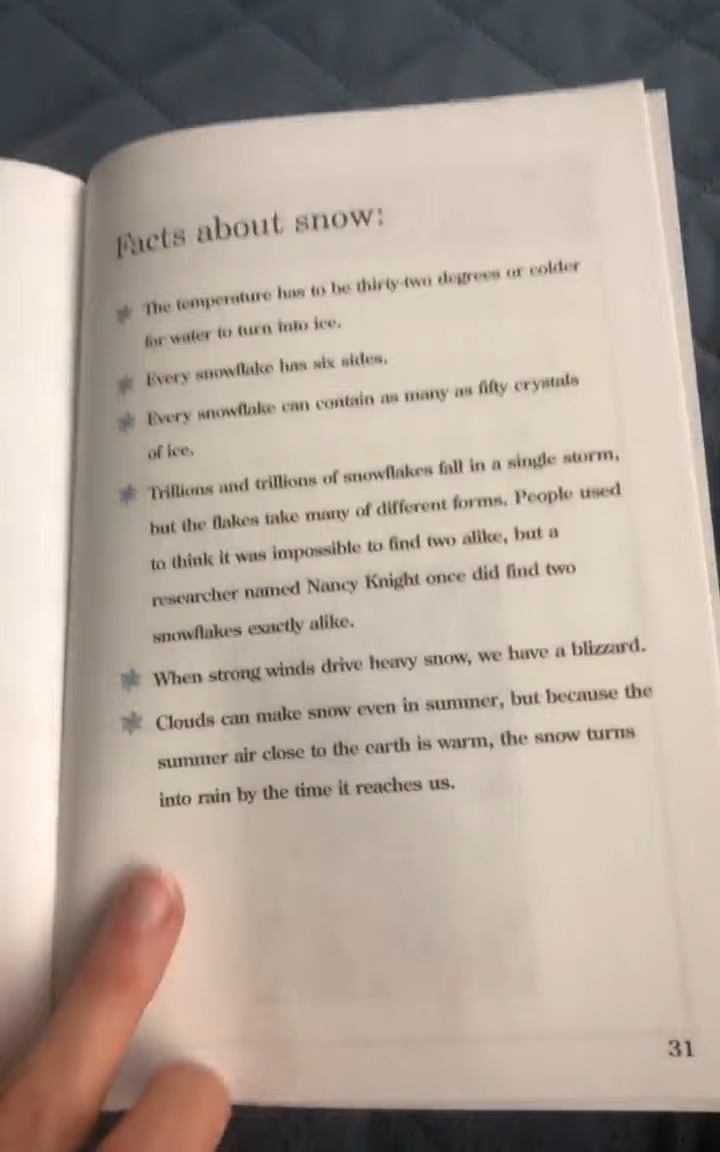 Facts about snow:
The temperature has to be thirty-two degrees or colder
for water to turn into ice.
Every snowflake has six sides.
Every snowflake can contain as many as fifty crystals
of ice.
Trillions and trillions of snowflakes fall in a single storm,
but the flakes take many of different forms. People used
to think it was impossible to find two alike, but a
researcher named Nancy Knight once did find two
snowflakes exactly alike.
When strong winds drive heavy snow, we have a blizzard.
Clouds can make snow even in summer, but because the
summer air close to the earth is warm, the snow turns
into rain by the time it reaches us.
31